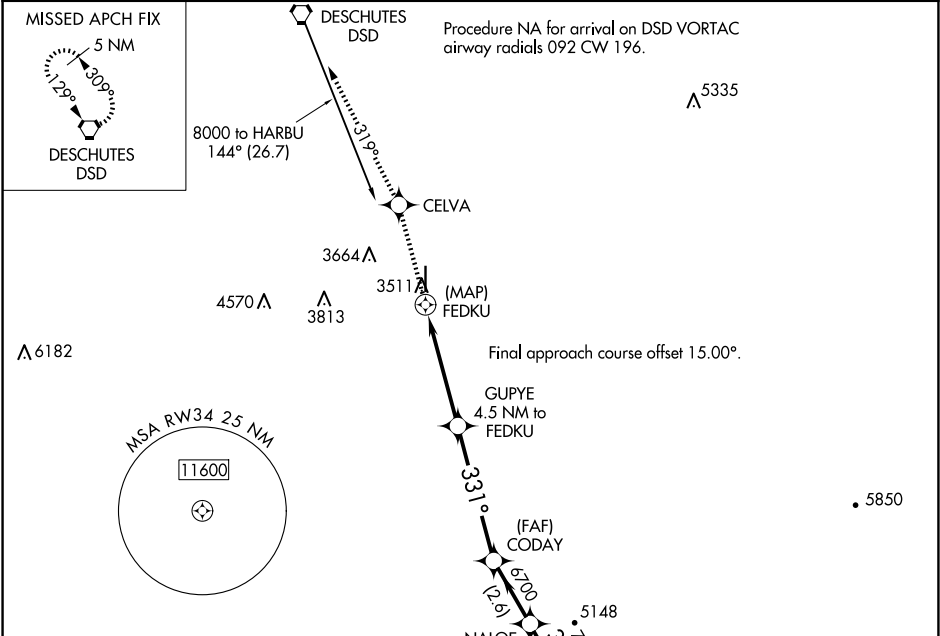 MISSED APCH FIX
5 NM
129°
309°
DESCHUTES
DSD
DESCHUTES
DSD
Procedure NA for arrival on DSD VORTAC
airway radials 092 CW 196.
5335
8000 to HARBU
144° (26.7)
319°
CELVA
3664
3511
(MAP)
FEDKU
4570
3813
6182
Final approach course offset 15.00°.
GUPYE
4.5 NM to
FEDKU
MSA RW34 25 NM
11600
331°
5850
(FAF)
CODAY
6700
(2.6)
5148